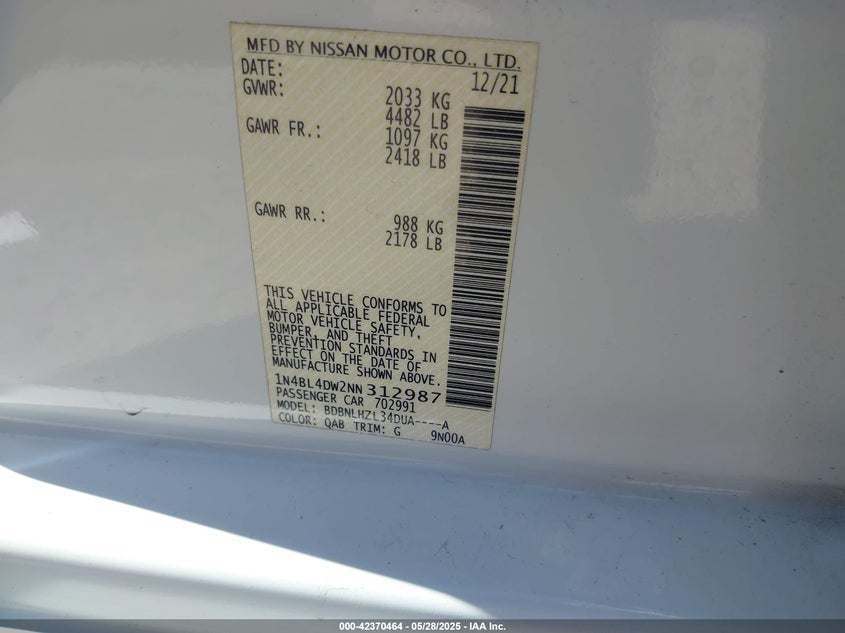 MFD BY NISSAN MOTOR CO., LTD.
DATE: 12/21
GVWR: 2033 KG
4482 LB
GAWR FR.: 1097 KG
2418 LB
GAWR RR.: 988 KG
2178 LB
THIS VEHICLE CONFORMS TO
ALL APPLICABLE FEDERAL
MOTOR VEHICLE SAFETY,
BUMPER, AND THEFT
PREVENTION STANDARDS IN
EFFECT ON THE DATE OF
MANUFACTURE SHOWN ABOVE.
1N4BL4DW2NN312987
PASSENGER CAR 702991
MODEL: BDBNLHZL34DUA----A
COLOR: QAB TRIM: G 9N00A
000-42370464 - 05/28/2025 - IAA Inc.